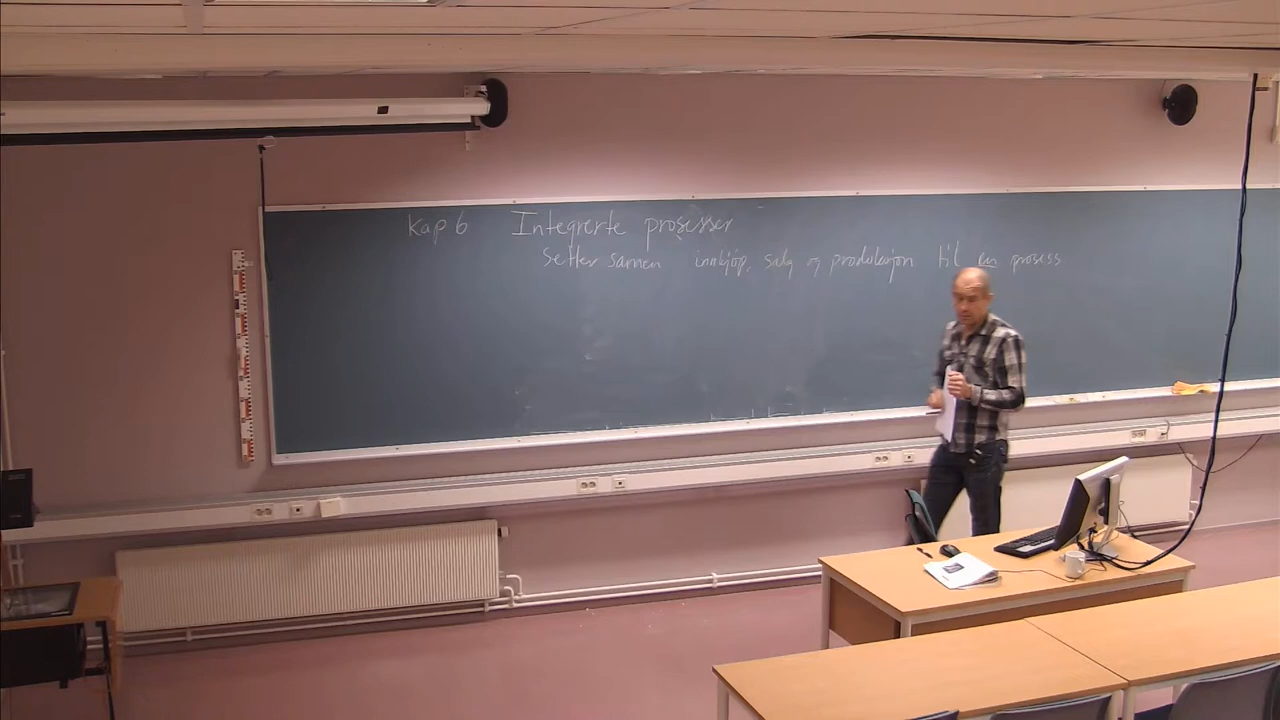 Kap 6 Integrerte prosesser
Setter sammen innkjøp, salg og produksjon til en prosess